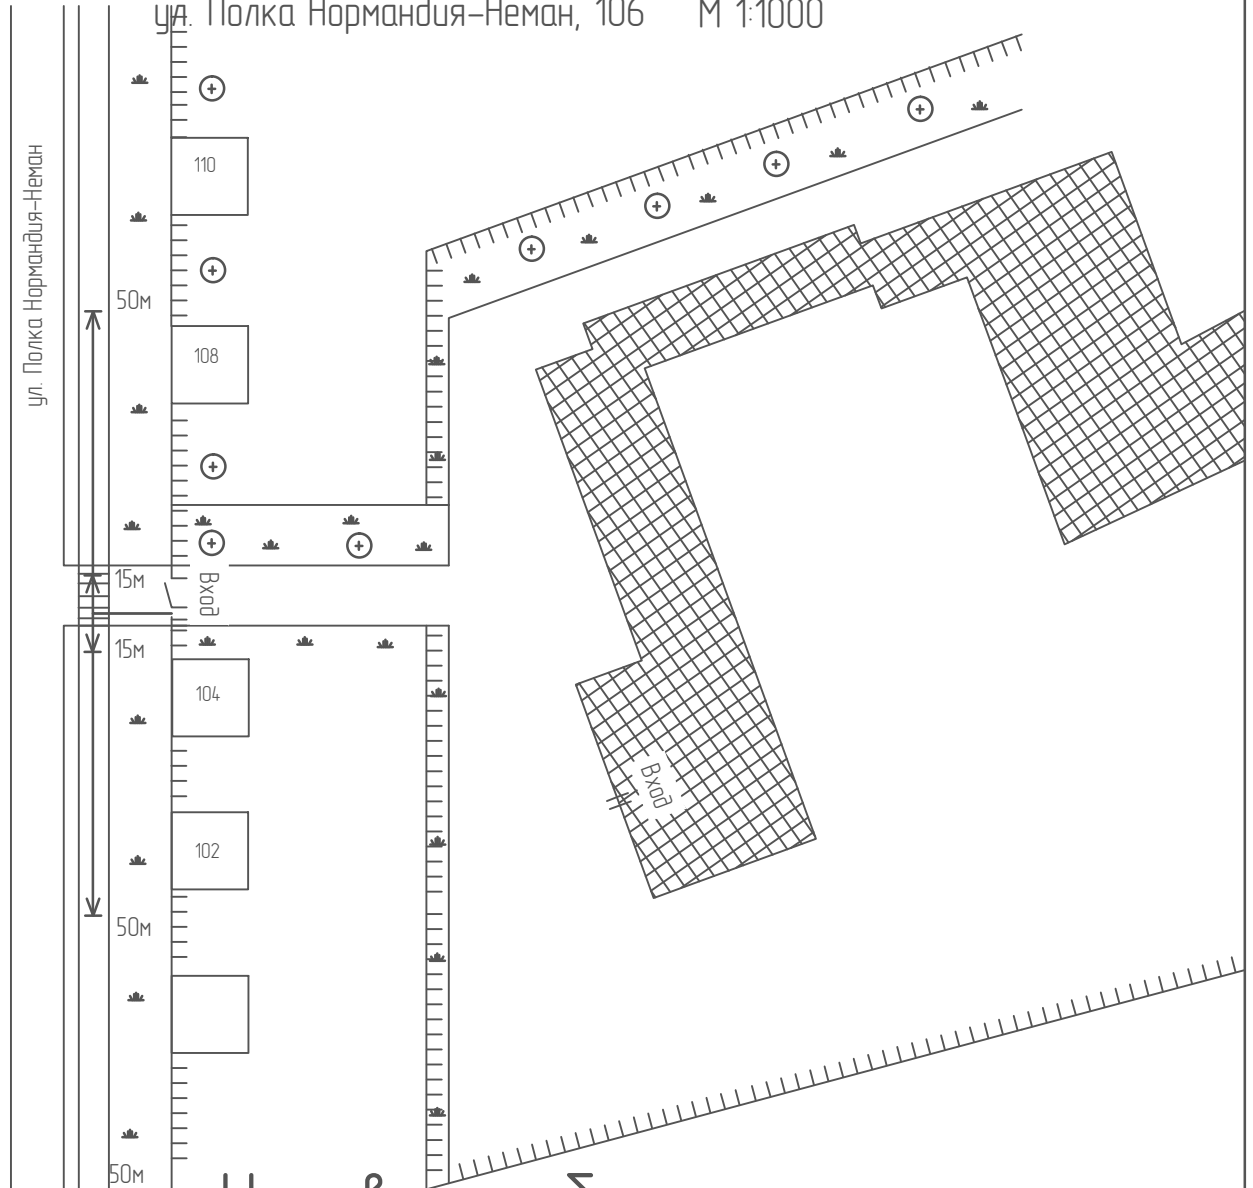 ул. Полка Нормандия-Неман, 106 М 1:1000
ул. Полка Нормандия-Неман
110
50м
108
15м
Вход
15м
104
Вход
102
50м
50м